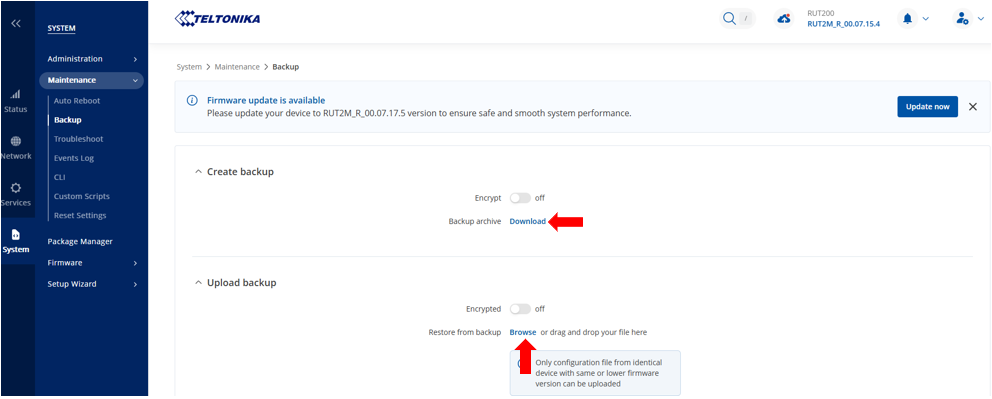 SYSTEM
Administration
Maintenance
Auto Reboot
Backup
Troubleshoot
Events Log
CLI
Custom Scripts
Reset Settings
Package Manager
Firmware
Setup Wizard
Status
Network
Services
System
TELTONIKA
/
RUT200
RUT2M_R_00.07.15.4
System > Maintenance > Backup
Firmware update is available
Please update your device to RUT2M_R_00.07.17.5 version to ensure safe and smooth system performance.
Update now
Create backup
Encrypt off
Backup archive Download
Upload backup
Encrypted off
Restore from backup Browse or drag and drop your file here
Only configuration file from identical
device with same or lower firmware
version can be uploaded